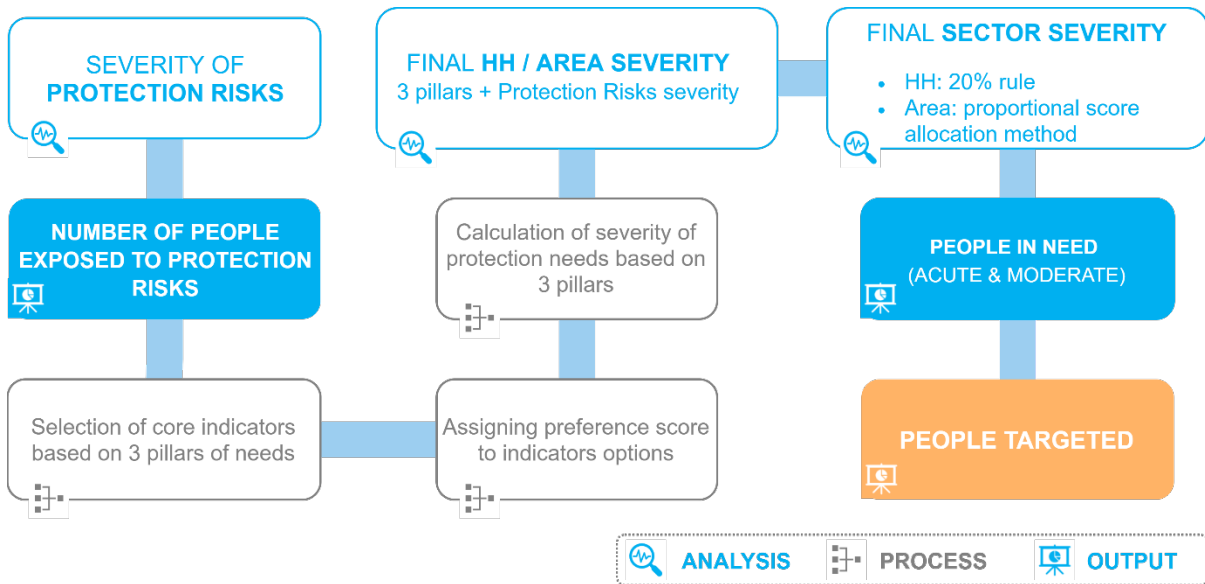 SEVERITY OF
PROTECTION RISKS
NUMBER OF PEOPLE
EXPOSED TO PROTECTION
RISKS
Selection of core indicators
based on 3 pillars of needs
FINAL HH / AREA SEVERITY
3 pillars + Protection Risks severity
Calculation of severity of
protection needs based on
3 pillars
Assigning preference score
to indicators options
FINAL SECTOR SEVERITY
• HH: 20% rule
• Area: proportional score
allocation method
PEOPLE IN NEED
(ACUTE & MODERATE)
PEOPLE TARGETED
ANALYSIS
PROCESS
OUTPUT